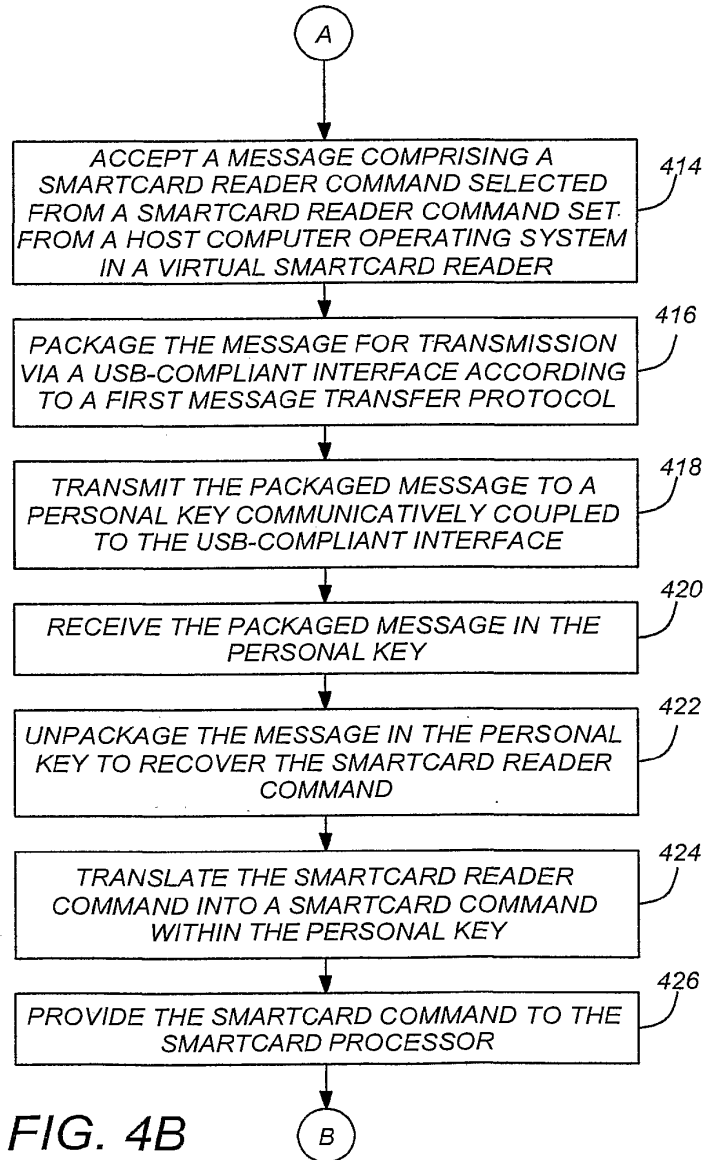 A
ACCEPT A MESSAGE COMPRISING A
SMARTCARD READER COMMAND SELECTED
FROM A SMARTCARD READER COMMAND SET
FROM A HOST COMPUTER OPERATING SYSTEM
IN A VIRTUAL SMARTCARD READER
414
PACKAGE THE MESSAGE FOR TRANSMISSION
VIA A USB-COMPLIANT INTERFACE ACCORDING
TO A FIRST MESSAGE TRANSFER PROTOCOL
416
TRANSMIT THE PACKAGED MESSAGE TO A
PERSONAL KEY COMMUNICATIVELY COUPLED
TO THE USB-COMPLIANT INTERFACE
418
RECEIVE THE PACKAGED MESSAGE IN THE
PERSONAL KEY
420
UNPACKAGE THE MESSAGE IN THE PERSONAL
KEY TO RECOVER THE SMARTCARD READER
COMMAND
422
TRANSLATE THE SMARTCARD READER
COMMAND INTO A SMARTCARD COMMAND
WITHIN THE PERSONAL KEY
424
PROVIDE THE SMARTCARD COMMAND TO THE
SMARTCARD PROCESSOR
426
B
FIG. 4B